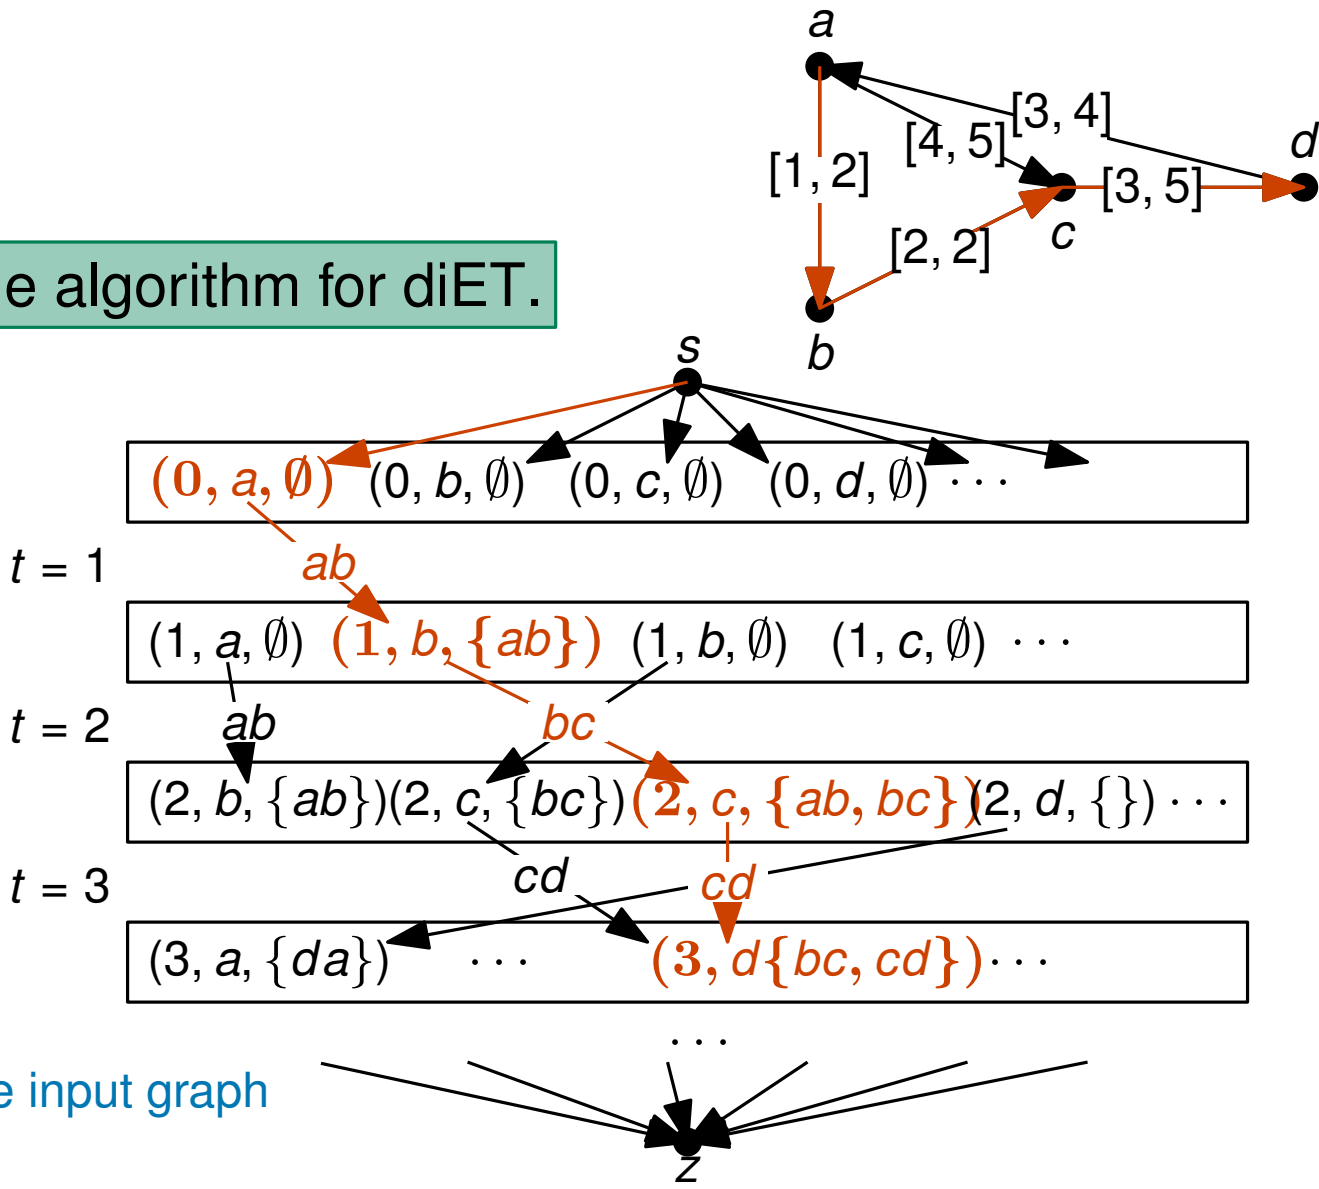 a
[3, 4]
[4, 5]
d
[1, 2]
[3, 5]
c
[2, 2]
e algorithm for diET.
b
s
(0, a, ∅) (0, b, ∅) (0, c, ∅) (0, d, ∅) ···
t = 1
ab
(1, a, ∅) (1, b, {ab}) (1, b, ∅) (1, c, ∅) ···
t = 2
ab
bc
(2, b, {ab})(2, c, {bc})(2, c, {ab, bc})(2, d, {}) ···
t = 3
cd
cd
(3, a, {da}) ··· (3, d{bc, cd})···
···
e input graph
z